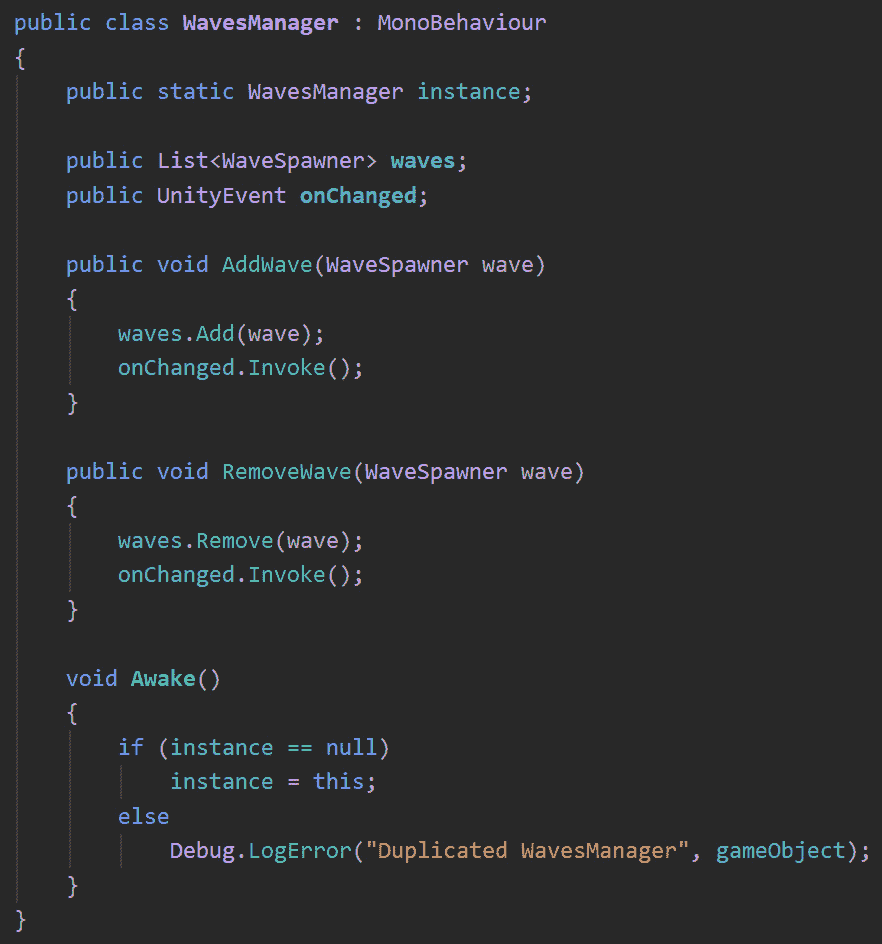 public class WavesManager : MonoBehaviour
{
    public static WavesManager instance;

    public List<WaveSpawner> waves;
    public UnityEvent onChanged;

    public void AddWave(WaveSpawner wave)
    {
        waves.Add(wave);
        onChanged.Invoke();
    }

    public void RemoveWave(WaveSpawner wave)
    {
        waves.Remove(wave);
        onChanged.Invoke();
    }

    void Awake()
    {
        if (instance == null)
            instance = this;
        else
            Debug.LogError("Duplicated WavesManager", gameObject);
    }
}